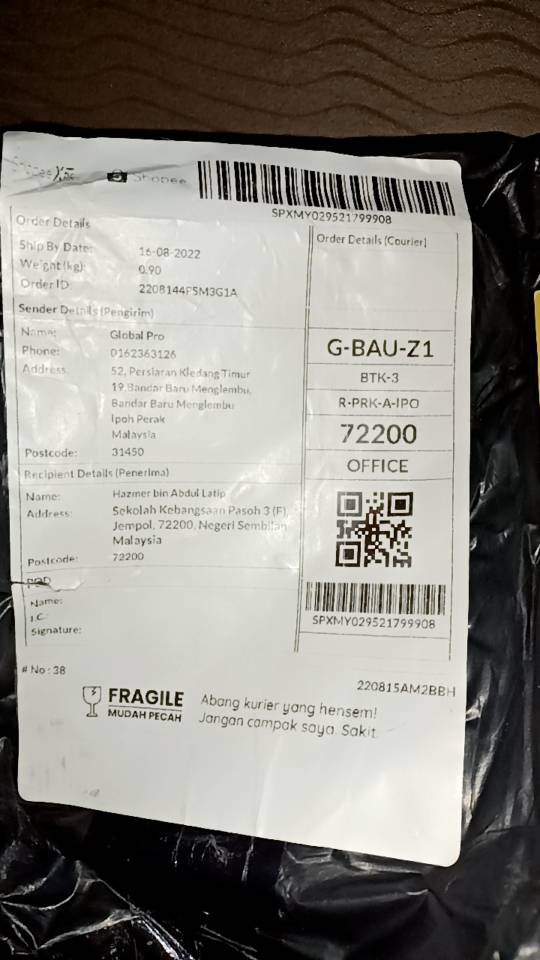 Shopee
SPXMY029521799908
Order Details
Ship By Date: 16-08-2022
Weight (kg): 0.90
Order ID: 2208144P5M3G1A
Sender Details (Pengirim)
Name: Global Pro
Phone: 0162363126
Address: 52, Persiaran Kledang Timur
19,Bandar Baru Menglembu,
Bandar Baru Menglembu
Ipoh Perak
Malaysia
Postcode: 31450
Recipient Details (Penerima)
Name: Hazmer bin Abdul Latip
Address: Sekolah Kebangsaan Pasoh 3 (F),
Jempol, 72200, Negeri Sembilan
Malaysia
Postcode: 72200
POD
Name:
I.C:
Signature:
Order Details (Courier)
G-BAU-Z1
BTK-3
R-PRK-A-IPO
72200
OFFICE
SPXMY029521799908
# No : 38
220815AM2BBH
FRAGILE
MUDAH PECAH
Abang kurier yang hensem!
Jangan campak saya. Sakit.